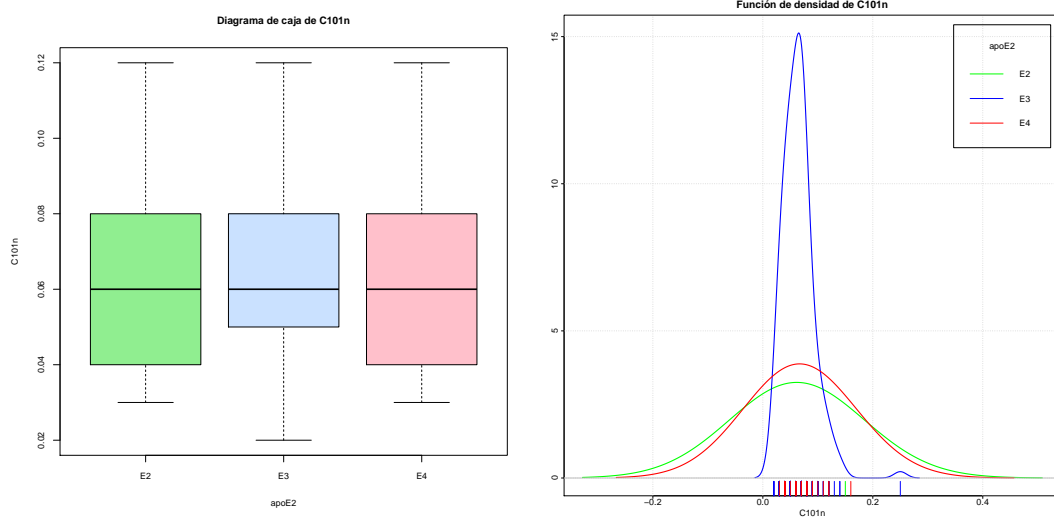 Diagrama de caja de C101n
C101n
0.12
0.10
0.08
0.06
0.04
0.02
E2
E3
E4
apoE2
Función de densidad de C101n
apoE2
E2
E3
E4
15
10
5
0
−0.2
0.0
0.2
0.4
C101n